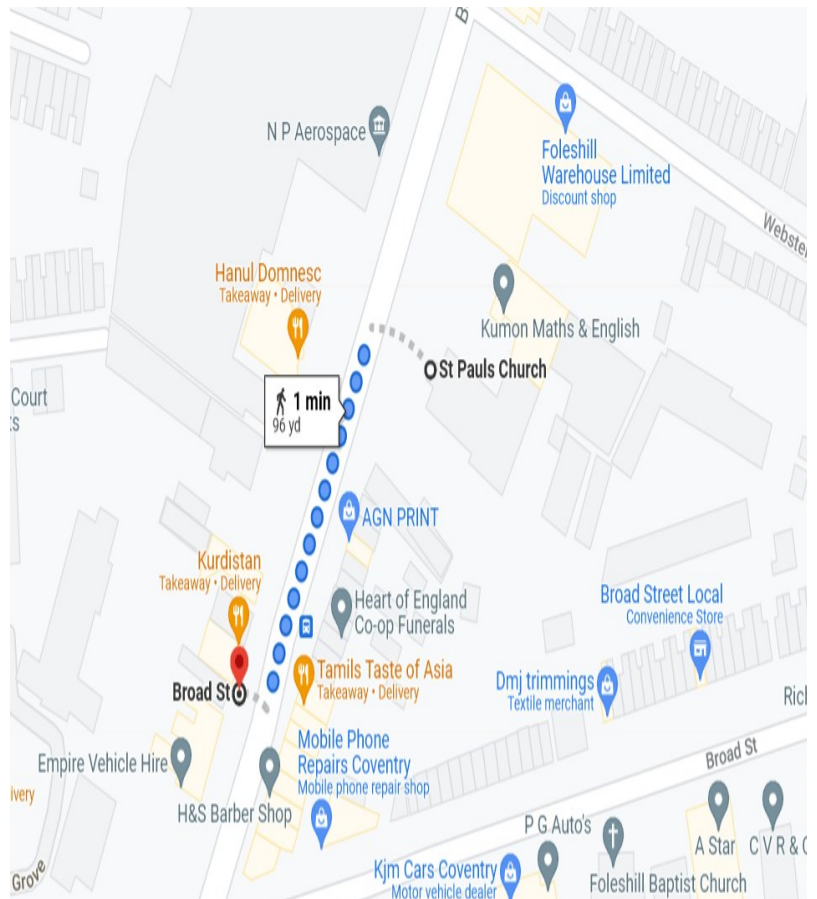 B
N P Aerospace
Foleshill
Warehouse Limited
Discount shop
Webste
Hanul Domnesc
Takeaway • Delivery
Kumon Maths & English
St Pauls Church
1 min
96 yd
Court
s
AGN PRINT
Kurdistan
Takeaway • Delivery
Heart of England
Co-op Funerals
Broad Street Local
Convenience Store
Tamils Taste of Asia
Takeaway • Delivery
Dmj trimmings
Textile merchant
Broad St
Ricl
Mobile Phone
Repairs Coventry
Mobile phone repair shop
Broad St
Empire Vehicle Hire
ivery
H&S Barber Shop
P G Auto's
A Star
C V R & C
Kjm Cars Coventry
Motor vehicle dealer
Foleshill Baptist Church
Grove